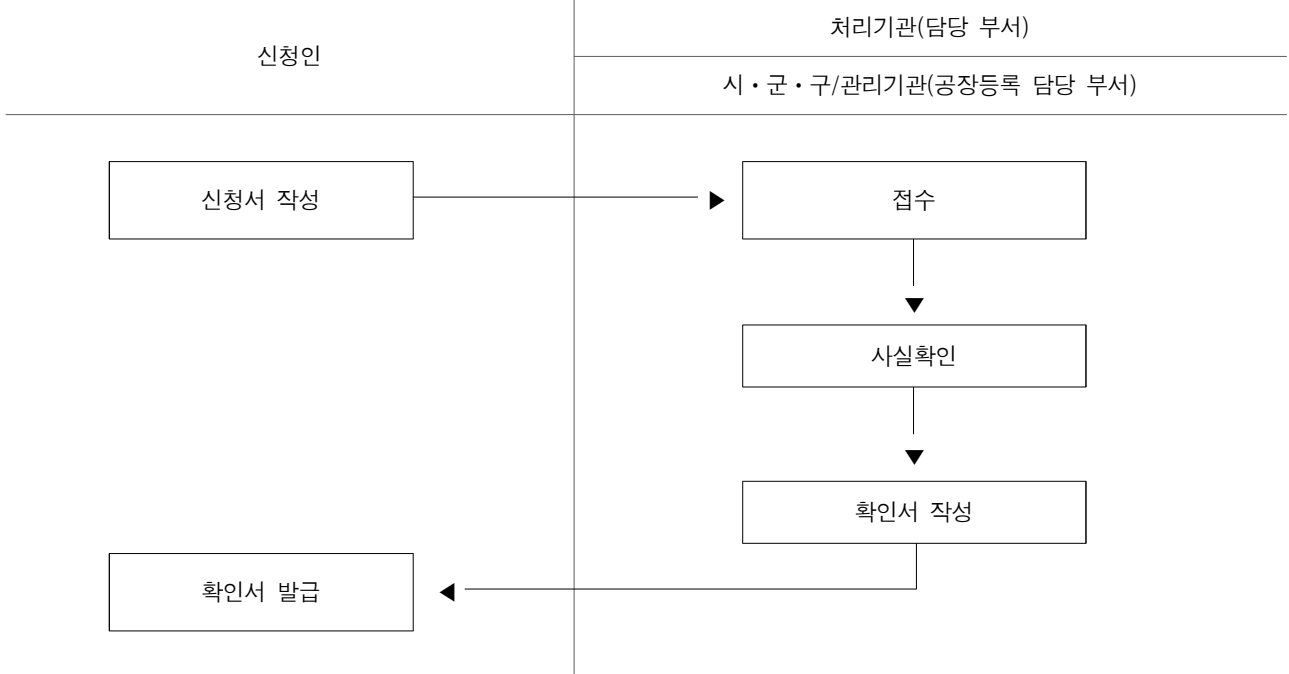 신청인
처리기관(담당 부서)
시・군・구/관리기관(공장등록 담당 부서)
신청서 작성
접수
사실확인
확인서 작성
확인서 발급